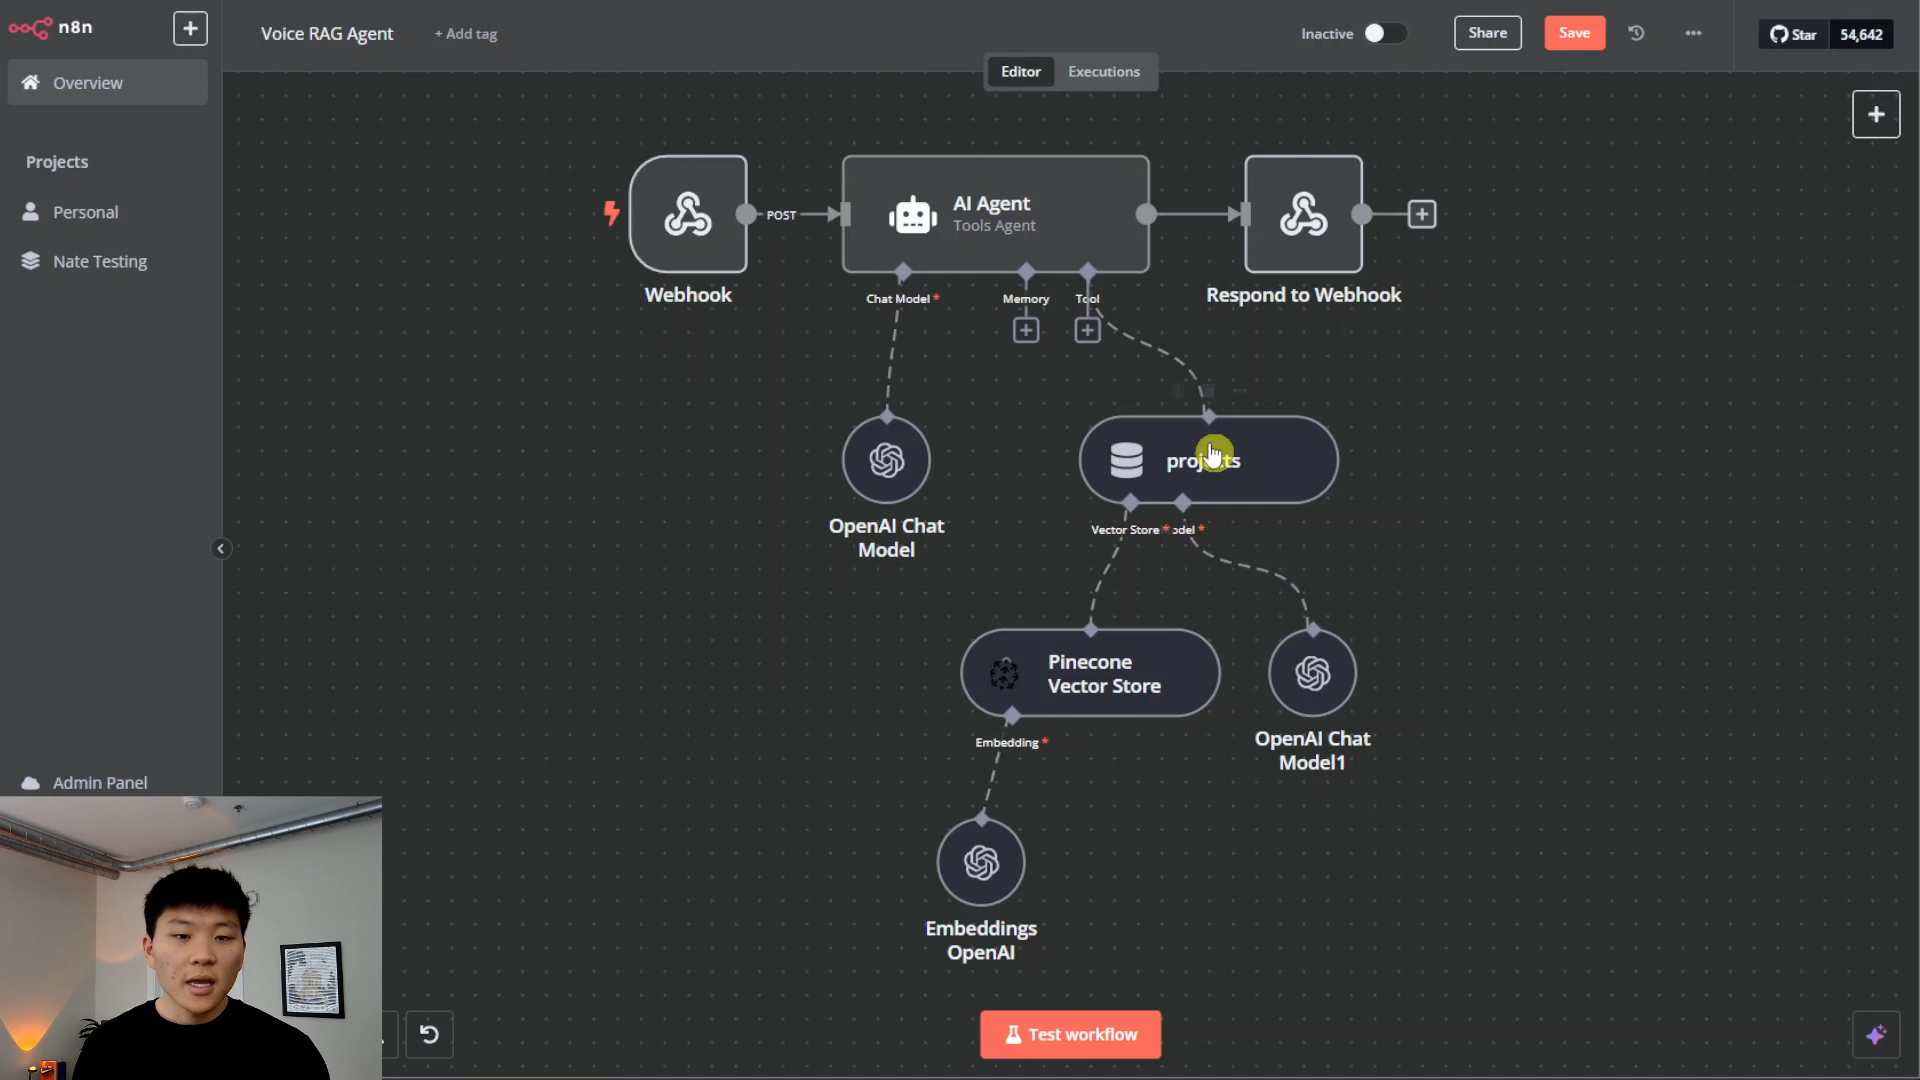 n8n
Voice RAG Agent
+ Add tag
Inactive
Share
Save
Star
54,642
Editor
Executions
Overview
Projects
Personal
Nate Testing
Admin Panel
POST
AI Agent
Tools Agent
Webhook
Chat Model *
Memory
Tool
Respond to Webhook
projects
OpenAI Chat
Model
Vector Store *
odel *
Pinecone
Vector Store
OpenAI Chat
Model1
Embedding *
Embeddings
OpenAI
Test workflow